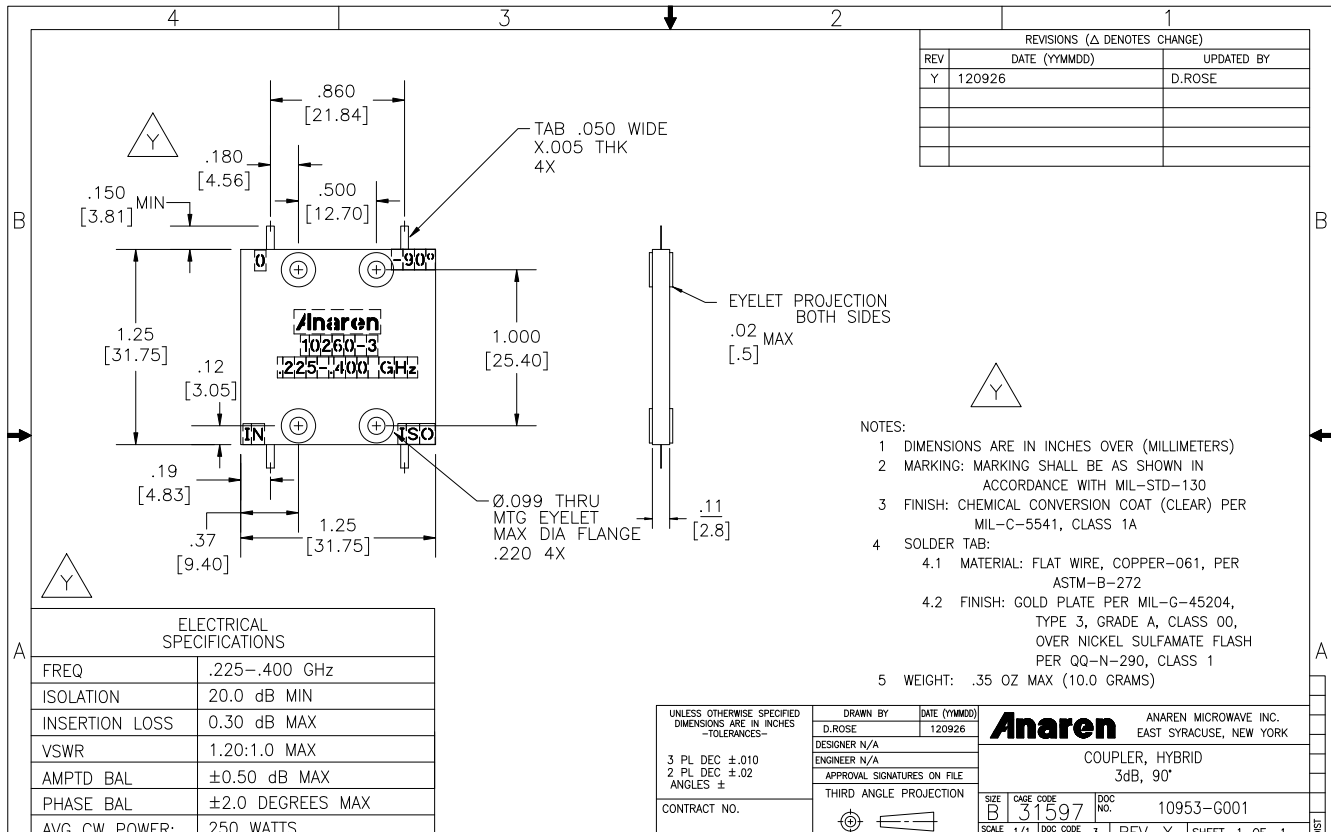 4
3
2
1
REVISIONS (Δ DENOTES CHANGE)
REV
DATE (YYMMDD)
UPDATED BY
Y
120926
D.ROSE
B
B
.860
[21.84]
Y
TAB .050 WIDE
X.005 THK
4X
.180
[4.56]
.150 MIN
[3.81]
.500
[12.70]
0
-90°
Anaren
10260-3
.225-.400 GHz
IN
ISO
1.25
[31.75]
1.000
[25.40]
.12
[3.05]
.19
[4.83]
.37
[9.40]
1.25
[31.75]
Ø.099 THRU
MTG EYELET
MAX DIA FLANGE
.220 4X
EYELET PROJECTION
BOTH SIDES
.02 MAX
[.5]
.11
[2.8]
Y
Y
NOTES:
1 DIMENSIONS ARE IN INCHES OVER (MILLIMETERS)
2 MARKING: MARKING SHALL BE AS SHOWN IN
ACCORDANCE WITH MIL-STD-130
3 FINISH: CHEMICAL CONVERSION COAT (CLEAR) PER
MIL-C-5541, CLASS 1A
4 SOLDER TAB:
4.1 MATERIAL: FLAT WIRE, COPPER-061, PER
ASTM-B-272
4.2 FINISH: GOLD PLATE PER MIL-G-45204,
TYPE 3, GRADE A, CLASS 00,
OVER NICKEL SULFAMATE FLASH
PER QQ-N-290, CLASS 1
5 WEIGHT: .35 OZ MAX (10.0 GRAMS)
A
A
ELECTRICAL
SPECIFICATIONS
FREQ .225-.400 GHz
ISOLATION 20.0 dB MIN
INSERTION LOSS 0.30 dB MAX
VSWR 1.20:1.0 MAX
AMPTD BAL ±0.50 dB MAX
PHASE BAL ±2.0 DEGREES MAX
AVG CW POWER: 250 WATTS
UNLESS OTHERWISE SPECIFIED
DIMENSIONS ARE IN INCHES
-TOLERANCES-
3 PL DEC ±.010
2 PL DEC ±.02
ANGLES ±
CONTRACT NO.
DRAWN BY
DATE (YYMMDD)
D.ROSE
120926
DESIGNER N/A
ENGINEER N/A
APPROVAL SIGNATURES ON FILE
THIRD ANGLE PROJECTION
Anaren
ANAREN MICROWAVE INC.
EAST SYRACUSE, NEW YORK
COUPLER, HYBRID
3dB, 90°
SIZE
B
CAGE CODE
31597
DOC
NO.
10953-G001
SCALE 1/1
DOC CODE 3
REV Y
SHEET 1 OF 1